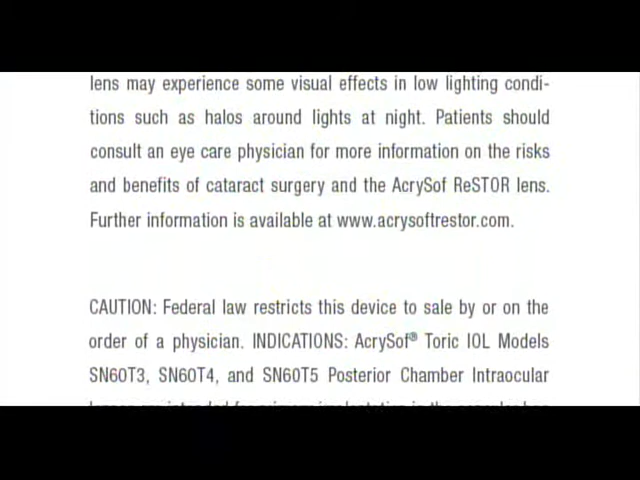 lens may experience some visual effects in low lighting condi-
tions such as halos around lights at night. Patients should
consult an eye care physician for more information on the risks
and benefits of cataract surgery and the AcrySof ReSTOR lens.
Further information is available at www.acrysoftrestor.com.
CAUTION: Federal law restricts this device to sale by or on the
order of a physician. INDICATIONS: AcrySof® Toric IOL Models
SN60T3, SN60T4, and SN60T5 Posterior Chamber Intraocular